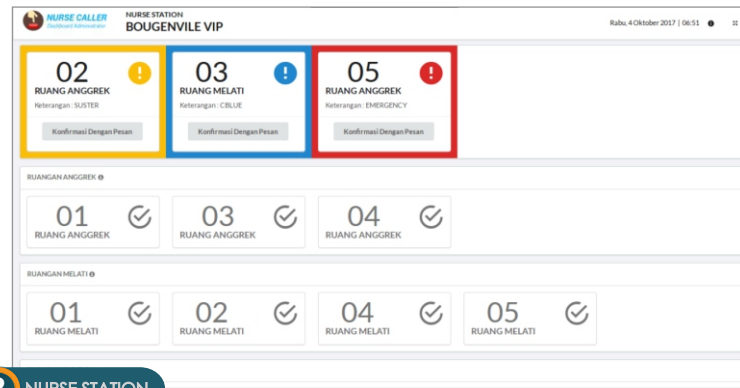 NURSE CALLER
Dashboard Administrator
NURSE STATION
BOUGENVILE VIP
Rabu, 4 Oktober 2017 | 06:51
02
RUANG ANGGREK
Keterangan : SUSTER
Konfirmasi Dengan Pesan
03
RUANG MELATI
Keterangan : CBLUE
Konfirmasi Dengan Pesan
05
RUANG ANGGREK
Keterangan : EMERGENCY
Konfirmasi Dengan Pesan
RUANGAN ANGGREK
01
RUANG ANGGREK
03
RUANG ANGGREK
04
RUANG ANGGREK
RUANGAN MELATI
01
RUANG MELATI
02
RUANG MELATI
04
RUANG MELATI
05
RUANG MELATI
NURSE STATION